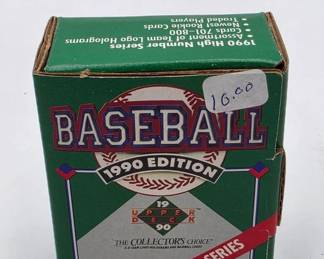 1990 High Number Series
• Assortment of Team Logo Holograms
• Cards 701-800
• Newest Rookie Cards
• Traded Players
10.00
BASEBALL
1990 EDITION
19
UPPER
DECK
90
THE COLLECTOR'S CHOICE
SERIES